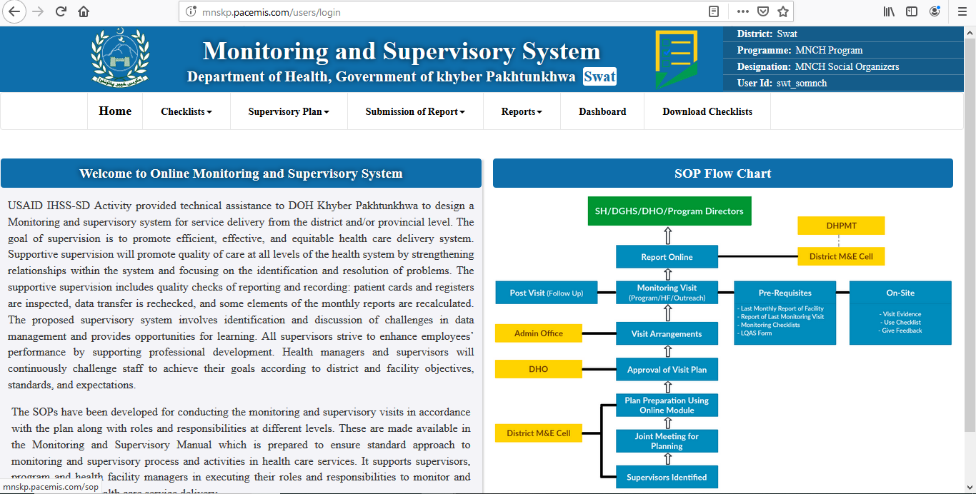 mnskp.pacemis.com/users/login
Monitoring and Supervisory System
Department of Health, Government of khyber Pakhtunkhwa Swat
District: Swat
Programme: MNCH Program
Designation: MNCH Social Organizers
User Id: swt_somnch
Home Checklists Supervisory Plan Submission of Report Reports Dashboard Download Checklists
Welcome to Online Monitoring and Supervisory System
USAID IHSS-SD Activity provided technical assistance to DOH Khyber Pakhtunkhwa to design a
Monitoring and supervisory system for service delivery from the district and/or provincial level. The
goal of supervision is to promote efficient, effective, and equitable health care delivery system.
Supportive supervision will promote quality of care at all levels of the health system by strengthening
relationships within the system and focusing on the identification and resolution of problems. The
supportive supervision includes quality checks of reporting and recording: patient cards and registers
are inspected, data transfer is rechecked, and some elements of the monthly reports are recalculated.
The proposed supervisory system involves identification and discussion of challenges in data
management and provides opportunities for learning. All supervisors strive to enhance employees'
performance by supporting professional development. Health managers and supervisors will
continuously challenge staff to achieve their goals according to district and facility objectives,
standards, and expectations.
The SOPs have been developed for conducting the monitoring and supervisory visits in accordance
with the plan along with roles and responsibilities at different levels. These are made available in
the Monitoring and Supervisory Manual which is prepared to ensure standard approach to
monitoring and supervisory process and activities in health care services. It supports supervisors,
program and health facility managers in executing their roles and responsibilities to monitor and
mnskp.pacemis.com/sop
care service delivery.
SOP Flow Chart
SH/DGHS/DHO/Program Directors
DHPMT
Report Online
District M&E Cell
Post Visit (Follow Up)
Monitoring Visit
(Program/HF/Outreach)
Pre-Requisites
- Last Monthly Report of Facility
- Report of Last Monitoring Visit
- Monitoring Checklists
- LQAS Form
On-Site
- Visit Evidence
- Use Checklist
- Give Feedback
Admin Office
Visit Arrangements
DHO
Approval of Visit Plan
Plan Preparation Using
Online Module
District M&E Cell
Joint Meeting for
Planning
Supervisors Identified